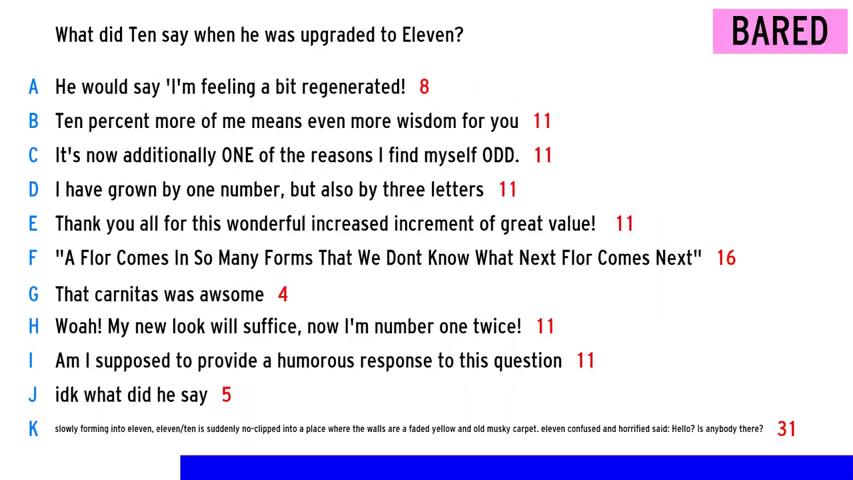 What did Ten say when he was upgraded to Eleven?
BARED
A He would say 'I'm feeling a bit regenerated! 8
B Ten percent more of me means even more wisdom for you 11
C It's now additionally ONE of the reasons I find myself ODD. 11
D I have grown by one number, but also by three letters 11
E Thank you all for this wonderful increased increment of great value! 11
F "A Flor Comes In So Many Forms That We Dont Know What Next Flor Comes Next" 16
G That carnitas was awsome 4
H Woah! My new look will suffice, now I'm number one twice! 11
I Am I supposed to provide a humorous response to this question 11
J idk what did he say 5
K slowly forming into eleven, eleven/ten is suddenly no-clipped into a place where the walls are a faded yellow and old musky carpet. eleven confused and horrified said: Hello? Is anybody there? 31